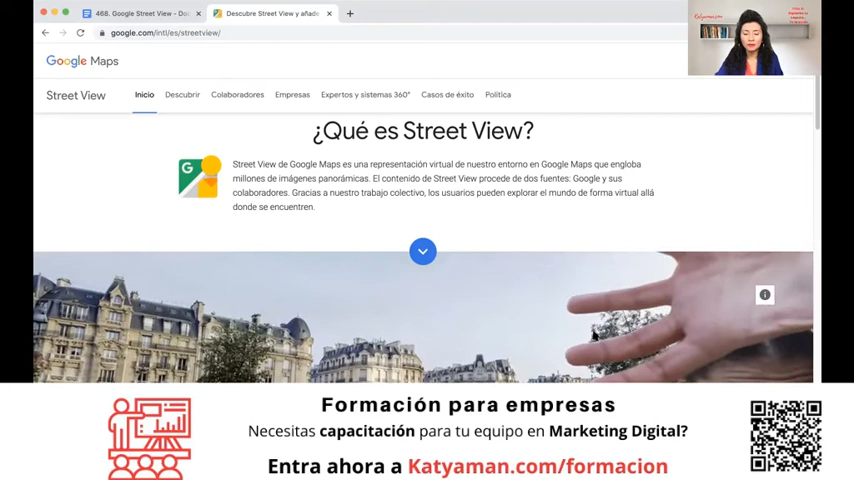 468. Google Street View - Doc
Descubre Street View y añade
google.com/intl/es/streetview/
Google Maps
Street View Inicio Descubrir Colaboradores Empresas Expertos y sistemas 360° Casos de éxito Política
¿Qué es Street View?
Street View de Google Maps es una representación virtual de nuestro entorno en Google Maps que engloba
millones de imágenes panorámicas. El contenido de Street View procede de dos fuentes: Google y sus
colaboradores. Gracias a nuestro trabajo colectivo, los usuarios pueden explorar el mundo de forma virtual allá
donde se encuentren.
Formación para empresas
Necesitas capacitación para tu equipo en Marketing Digital?
Entra ahora a Katyaman.com/formacion